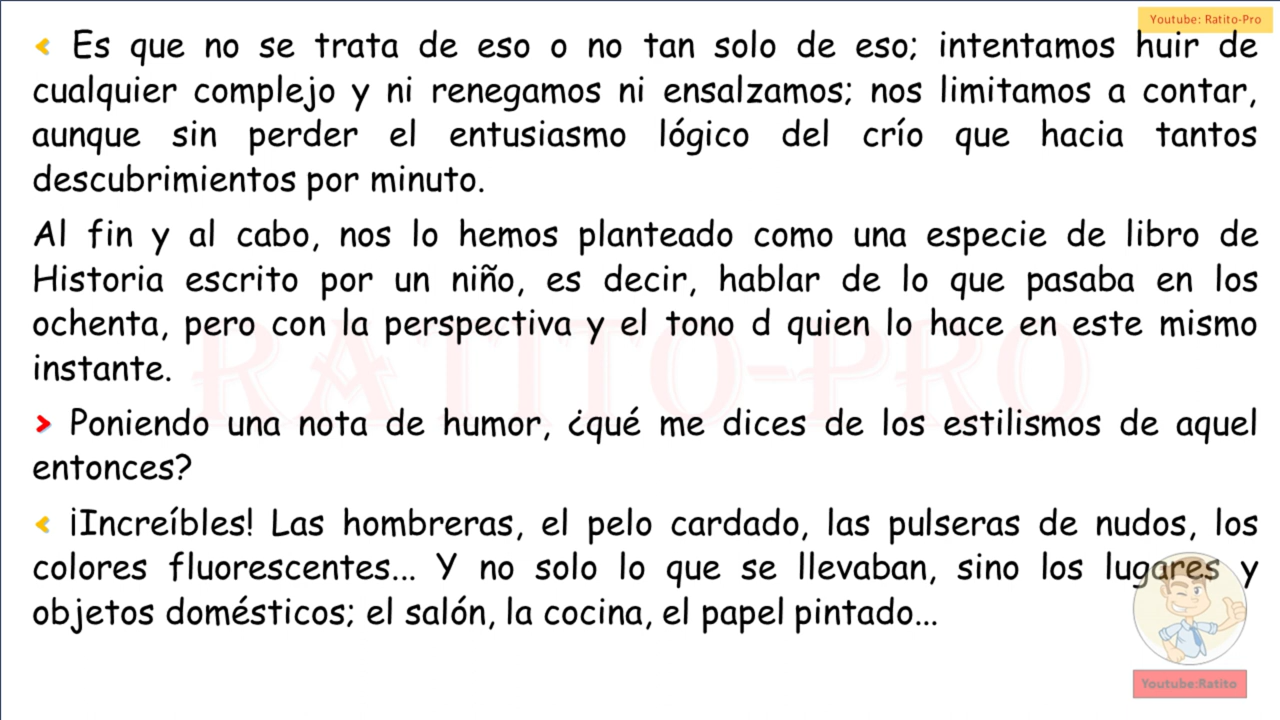 Youtube: Ratito-Pro
< Es que no se trata de eso o no tan solo de eso; intentamos huir de
cualquier complejo y ni renegamos ni ensalzamos; nos limitamos a contar,
aunque sin perder el entusiasmo lógico del crío que hacia tantos
descubrimientos por minuto.
Al fin y al cabo, nos lo hemos planteado como una especie de libro de
Historia escrito por un niño, es decir, hablar de lo que pasaba en los
ochenta, pero con la perspectiva y el tono d quien lo hace en este mismo
instante.
RATITO-PRO
> Poniendo una nota de humor, ¿qué me dices de los estilismos de aquel
entonces?
< ¡Increíbles! Las hombreras, el pelo cardado, las pulseras de nudos, los
colores fluorescentes... Y no solo lo que se llevaban, sino los lugares y
objetos domésticos; el salón, la cocina, el papel pintado...
Youtube:Ratito